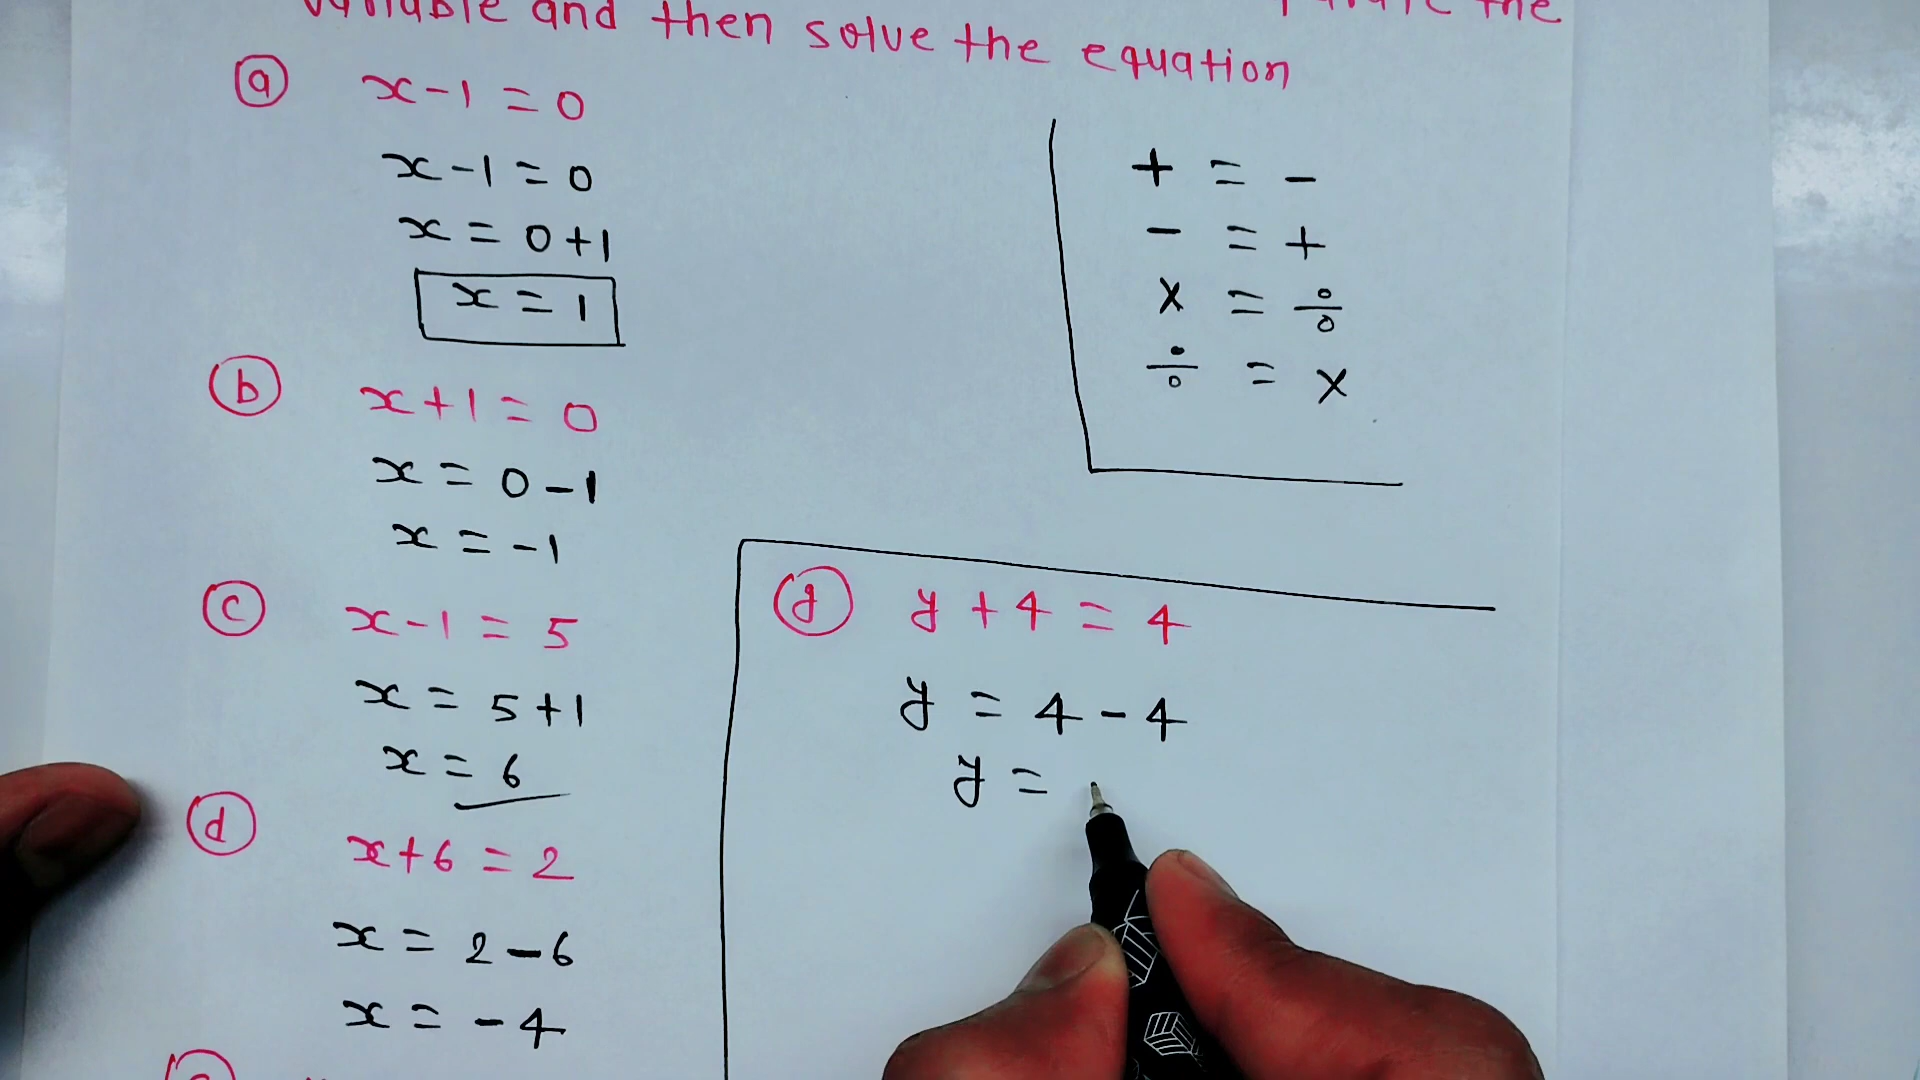 and then solve the equation
the
ⓐ x-1=0
x-1=0
x=0+1
x=1
+ = -
- = +
× = ÷
÷ = ×
ⓑ x+1=0
x=0-1
x=-1
ⓒ x-1=5
x=5+1
x=6
ⓓ x+6=2
x=2-6
x=-4
ⓖ y+4=4
y=4-4
y=